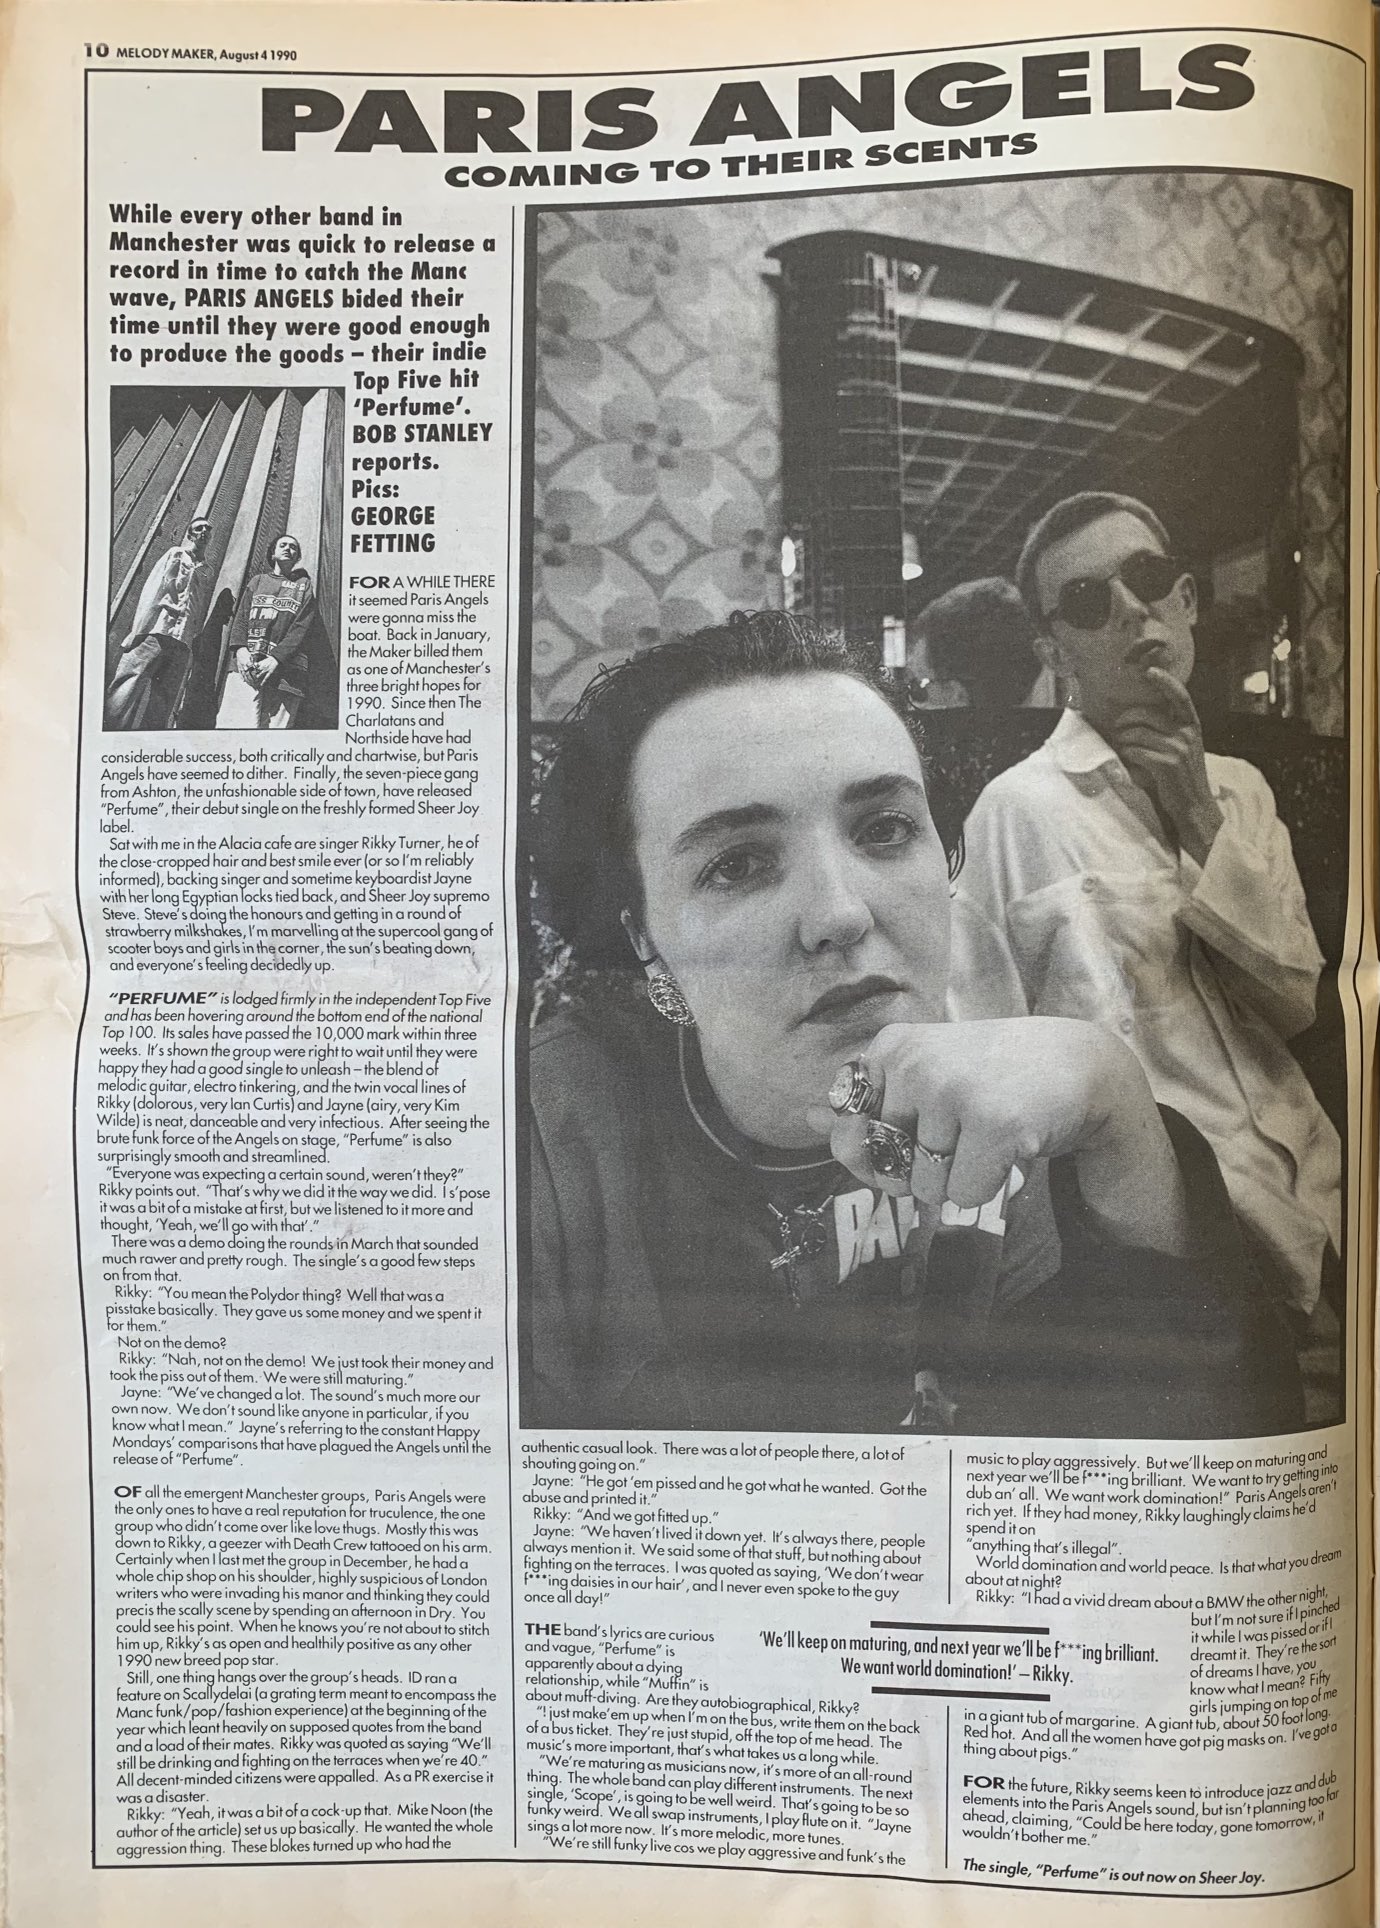 10 MELODY MAKER, August 4 1990
PARIS ANGELS
COMING TO THEIR SCENTS
While every other band in
Manchester was quick to release a
record in time to catch the Manc
wave, PARIS ANGELS bided their
time until they were good enough
to produce the goods – their indie
Top Five hit
'Perfume'.
BOB STANLEY
reports.
Pics:
GEORGE
FETTING
FOR A WHILE THERE
it seemed Paris Angels
were gonna miss the
boat. Back in January,
the Maker billed them
as one of Manchester's
three bright hopes for
1990. Since then The
Charlatans and
Northside have had
considerable success, both critically and chartwise, but Paris
Angels have seemed to dither. Finally, the seven-piece gang
from Ashton, the unfashionable side of town, have released
"Perfume", their debut single on the freshly formed Sheer Joy
label.
Sat with me in the Alacia cafe are singer Rikky Turner, he of
the close-cropped hair and best smile ever (or so I'm reliably
informed), backing singer and sometime keyboardist Jayne
with her long Egyptian locks tied back, and Sheer Joy supremo
Steve. Steve's doing the honours and getting in a round of
strawberry milkshakes, I'm marvelling at the supercool gang of
scooter boys and girls in the corner, the sun's beating down,
and everyone's feeling decidedly up.
"PERFUME" is lodged firmly in the independent Top Five
and has been hovering around the bottom end of the national
Top 100. Its sales have passed the 10,000 mark within three
weeks. It's shown the group were right to wait until they were
happy they had a good single to unleash – the blend of
melodic guitar, electro tinkering, and the twin vocal lines of
Rikky (dolorous, very Ian Curtis) and Jayne (airy, very Kim
Wilde) is neat, danceable and very infectious. After seeing the
brute funk force of the Angels on stage, "Perfume" is also
surprisingly smooth and streamlined.
"Everyone was expecting a certain sound, weren't they?"
Rikky points out. "That's why we did it the way we did. I s'pose
it was a bit of a mistake at first, but we listened to it more and
thought, 'Yeah, we'll go with that'."
There was a demo doing the rounds in March that sounded
much rawer and pretty rough. The single's a good few steps
on from that.
Rikky: "You mean the Polydor thing? Well that was a
pisstake basically. They gave us some money and we spent it
for them."
Not on the demo?
Rikky: "Nah, not on the demo! We just took their money and
took the piss out of them. We were still maturing."
Jayne: "We've changed a lot. The sound's much more our
own now. We don't sound like anyone in particular, if you
know what I mean." Jayne's referring to the constant Happy
Mondays' comparisons that have plagued the Angels until the
release of "Perfume".
OF all the emergent Manchester groups, Paris Angels were
the only ones to have a real reputation for truculence, the one
group who didn't come over like love thugs. Mostly this was
down to Rikky, a geezer with Death Crew tattooed on his arm.
Certainly when I last met the group in December, he had a
whole chip shop on his shoulder, highly suspicious of London
writers who were invading his manor and thinking they could
precis the scally scene by spending an afternoon in Dry. You
could see his point. When he knows you're not about to stitch
him up, Rikky's as open and healthily positive as any other
1990 new breed pop star.
Still, one thing hangs over the group's heads. ID ran a
feature on Scallydelai (a grating term meant to encompass the
Manc funk/pop/fashion experience) at the beginning of the
year which leant heavily on supposed quotes from the band
and a load of their mates. Rikky was quoted as saying "We'll
still be drinking and fighting on the terraces when we're 40."
All decent-minded citizens were appalled. As a PR exercise it
was a disaster.
Rikky: "Yeah, it was a bit of a cock-up that. Mike Noon (the
author of the article) set us up basically. He wanted the whole
aggression thing. These blokes turned up who had the
authentic casual look. There was a lot of people there, a lot of
shouting going on."
Jayne: "He got 'em pissed and he got what he wanted. Got the
abuse and printed it."
Rikky: "And we got fitted up."
Jayne: "We haven't lived it down yet. It's always there, people
always mention it. We said some of that stuff, but nothing about
fighting on the terraces. I was quoted as saying, 'We don't wear
f***ing daisies in our hair', and I never even spoke to the guy
once all day!"
THE band's lyrics are curious
and vague, "Perfume" is
apparently about a dying
relationship, while "Muffin" is
about muff-diving. Are they autobiographical, Rikky?
"I just make 'em up when I'm on the bus, write them on the back
of a bus ticket. They're just stupid, off the top of me head. The
music's more important, that's what takes us a long while.
"We're maturing as musicians now, it's more of an all-round
thing. The whole band can play different instruments. The next
single, 'Scope', is going to be well weird. That's going to be so
funky weird. We all swap instruments, I play flute on it. "Jayne
sings a lot more now. It's more melodic, more tunes.
"We're still funky live cos we play aggressive and funk's the
'We'll keep on maturing, and next year we'll be f***ing brilliant.
We want world domination!' – Rikky.
music to play aggressively. But we'll keep on maturing and
next year we'll be f***ing brilliant. We want to try getting into
dub an' all. We want work domination!" Paris Angels aren't
rich yet. If they had money, Rikky laughingly claims he'd
spend it on
"anything that's illegal".
World domination and world peace. Is that what you dream
about at night?
Rikky: "I had a vivid dream about a BMW the other night,
but I'm not sure if I pinched
it while I was pissed or if I
dreamt it. They're the sort
of dreams I have, you
know what I mean? Fifty
girls jumping on top of me
in a giant tub of margarine. A giant tub, about 50 foot long.
Red hot. And all the women have got pig masks on. I've got a
thing about pigs."
FOR the future, Rikky seems keen to introduce jazz and dub
elements into the Paris Angels sound, but isn't planning too far
ahead, claiming, "Could be here today, gone tomorrow, it
wouldn't bother me."
The single, "Perfume" is out now on Sheer Joy.